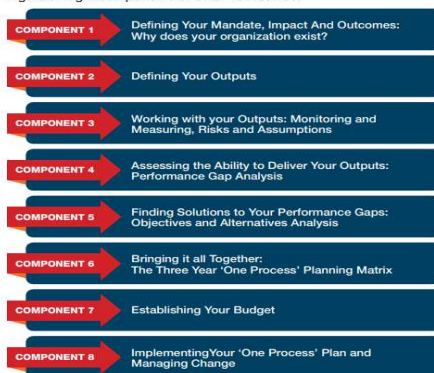 COMPONENT 1
Defining Your Mandate, Impact And Outcomes:
Why does your organization exist?
COMPONENT 2
Defining Your Outputs
COMPONENT 3
Working with your Outputs: Monitoring and
Measuring, Risks and Assumptions
COMPONENT 4
Assessing the Ability to Deliver Your Outputs:
Performance Gap Analysis
COMPONENT 5
Finding Solutions to Your Performance Gaps:
Objectives and Alternatives Analysis
COMPONENT 6
Bringing it all Together:
The Three Year 'One Process' Planning Matrix
COMPONENT 7
Establishing Your Budget
COMPONENT 8
ImplementingYour 'One Process' Plan and
Managing Change